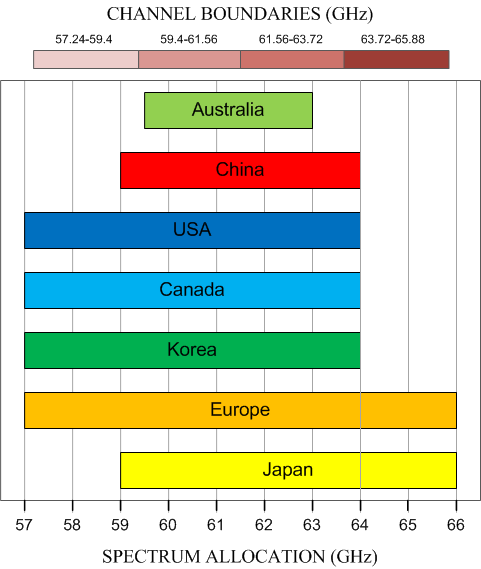 CHANNEL BOUNDARIES (GHz)
57.24-59.4 59.4-61.56 61.56-63.72 63.72-65.88
Australia
China
USA
Canada
Korea
Europe
Japan
57 58 59 60 61 62 63 64 65 66
SPECTRUM ALLOCATION (GHz)